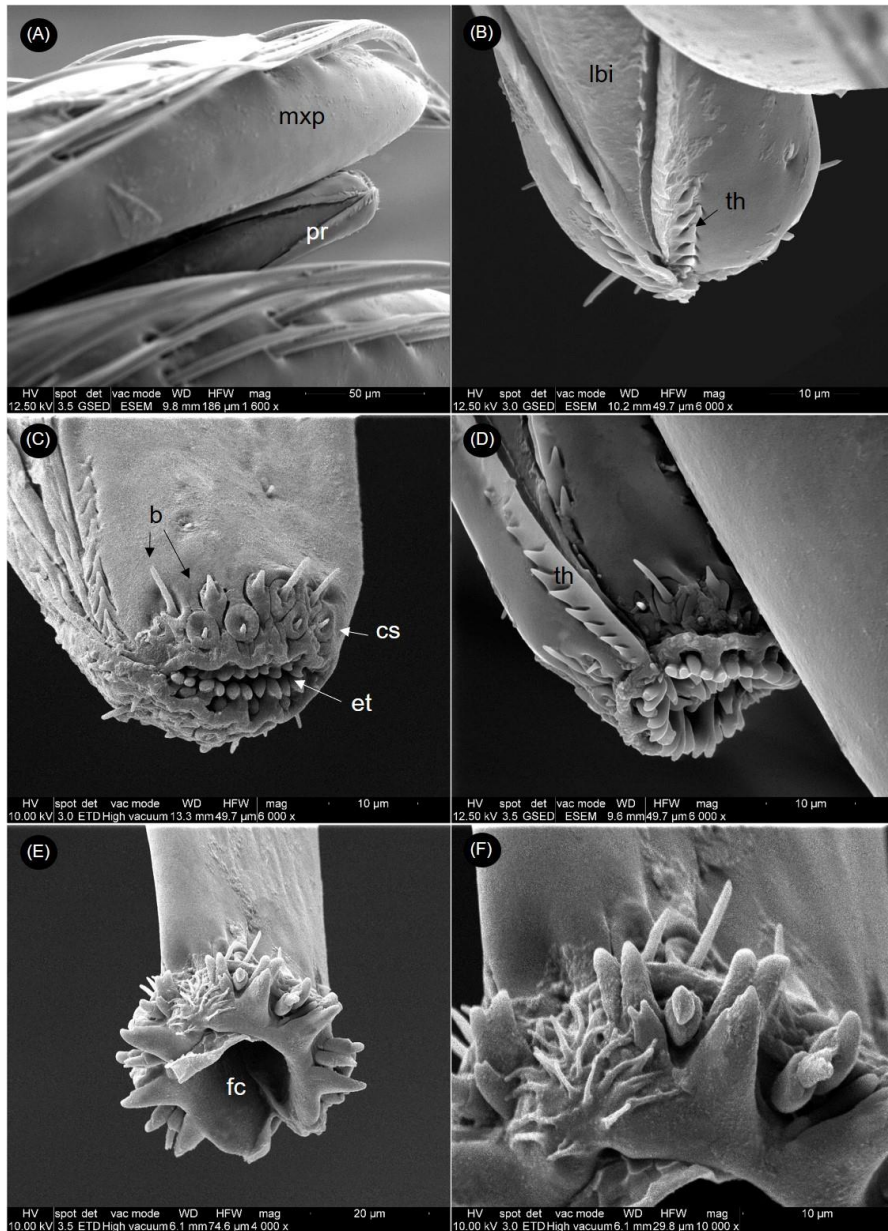 (A)
mxp
pr
HV spot det vac mode WD HFW mag 50 µm
12.50 kV 3.5 GSED ESEM 9.8 mm 186 µm 1 600 x
(B)
lbi
th
HV spot det vac mode WD HFW mag 10 µm
12.50 kV 3.0 GSED ESEM 10.2 mm 49.7 µm 6 000 x
(C)
b
cs
et
HV spot det vac mode WD HFW mag 10 µm
10.00 kV 3.0 ETD High vacuum 13.3 mm 49.7 µm 6 000 x
(D)
th
HV spot det vac mode WD HFW mag 10 µm
12.50 kV 3.5 GSED ESEM 9.6 mm 49.7 µm 6 000 x
(E)
fc
HV spot det vac mode WD HFW mag 20 µm
10.00 kV 3.5 ETD High vacuum 6.1 mm 74.6 µm 4 000 x
(F)
HV spot det vac mode WD HFW mag 10 µm
10.00 kV 3.0 ETD High vacuum 6.1 mm 29.8 µm 10 000 x